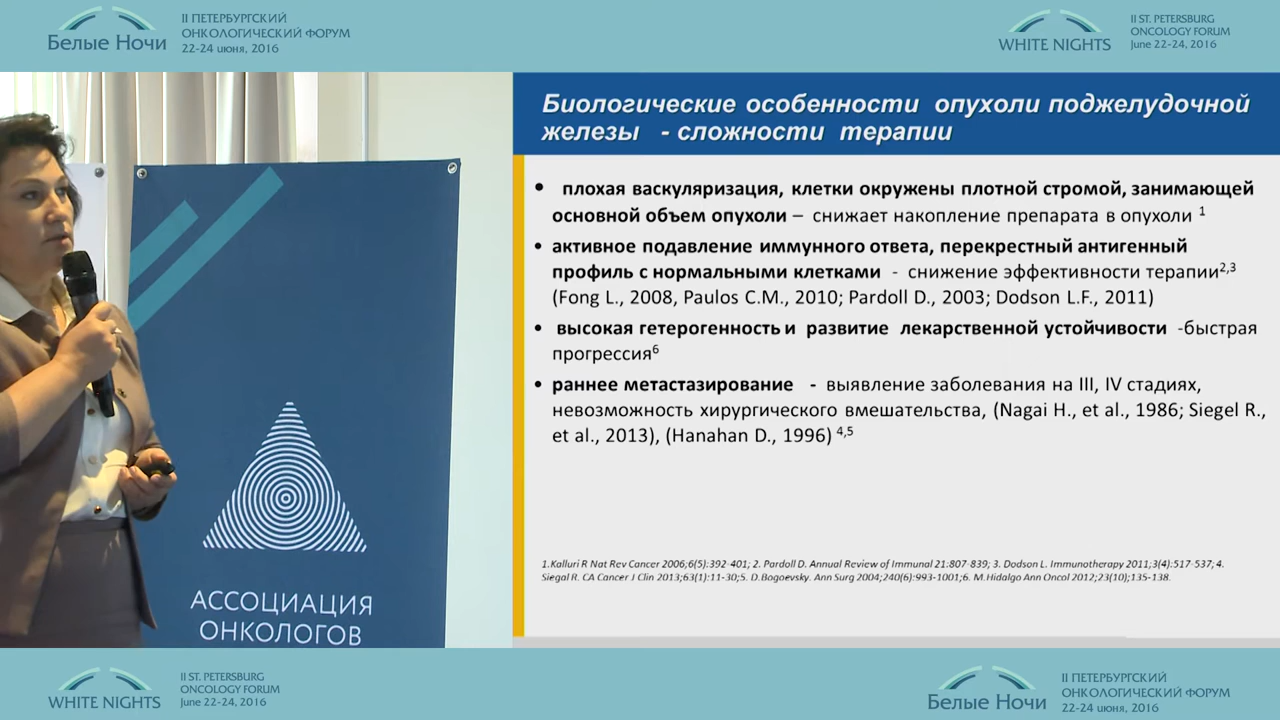 Белые Ночи
II ПЕТЕРБУРГСКИЙ
ОНКОЛОГИЧЕСКИЙ ФОРУМ
22-24 июня, 2016
WHITE NIGHTS
II ST. PETERSBURG
ONCOLOGY FORUM
June 22-24, 2016
Биологические особенности опухоли поджелудочной
железы - сложности терапии
• плохая васкуляризация, клетки окружены плотной стромой, занимающей
основной объем опухоли – снижает накопление препарата в опухоли 1
• активное подавление иммунного ответа, перекрестный антигенный
профиль с нормальными клетками - снижение эффективности терапии2,3
(Fong L., 2008, Paulos C.M., 2010; Pardoll D., 2003; Dodson L.F., 2011)
• высокая гетерогенность и развитие лекарственной устойчивости -быстрая
прогрессия6
• раннее метастазирование - выявление заболевания на III, IV стадиях,
невозможность хирургического вмешательства, (Nagai H., et al., 1986; Siegel R.,
et al., 2013), (Hanahan D., 1996) 4,5
1.Kalluri R Nat Rev Cancer 2006;6(5):392-401; 2. Pardoll D. Annual Review of Immunal 21:807-839; 3. Dodson L. Immunotherapy 2011;3(4):517-537; 4.
Siegal R. CA Cancer J Clin 2013;63(1):11-30;5. D.Bogoevsky. Ann Surg 2004;240(6):993-1001;6. M.Hidalgo Ann Oncol 2012;23(10);135-138.
АССОЦИАЦИЯ
ОНКОЛОГОВ
WHITE NIGHTS
II ST. PETERSBURG
ONCOLOGY FORUM
June 22-24, 2016
Белые Ночи
II ПЕТЕРБУРГСКИЙ
ОНКОЛОГИЧЕСКИЙ ФОРУМ
22-24 июня, 2016